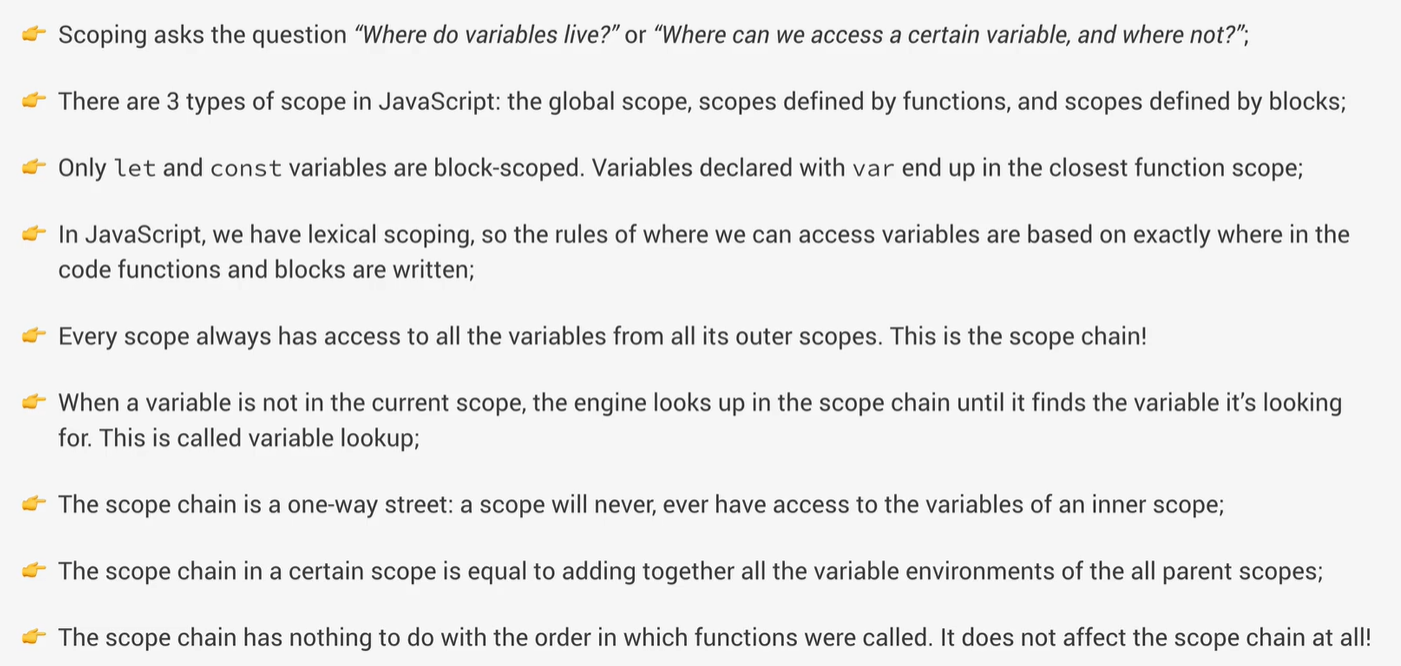 👉 Scoping asks the question “Where do variables live?” or “Where can we access a certain variable, and where not?”;
👉 There are 3 types of scope in JavaScript: the global scope, scopes defined by functions, and scopes defined by blocks;
👉 Only let and const variables are block-scoped. Variables declared with var end up in the closest function scope;
👉 In JavaScript, we have lexical scoping, so the rules of where we can access variables are based on exactly where in the
code functions and blocks are written;
👉 Every scope always has access to all the variables from all its outer scopes. This is the scope chain!
👉 When a variable is not in the current scope, the engine looks up in the scope chain until it finds the variable it’s looking
for. This is called variable lookup;
👉 The scope chain is a one-way street: a scope will never, ever have access to the variables of an inner scope;
👉 The scope chain in a certain scope is equal to adding together all the variable environments of the all parent scopes;
👉 The scope chain has nothing to do with the order in which functions were called. It does not affect the scope chain at all!